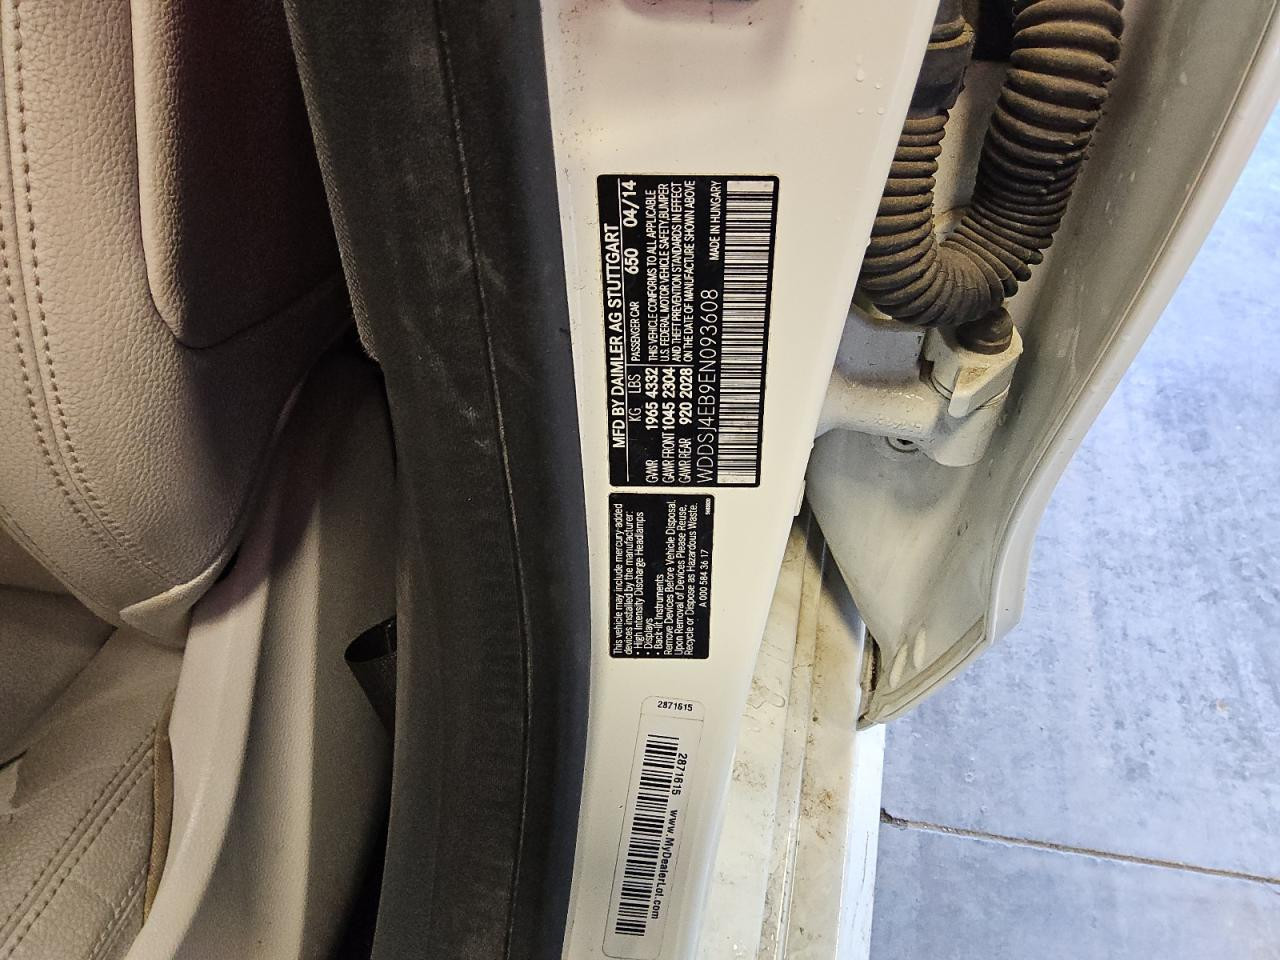 MFD BY DAIMLER AG STUTTGART
KG LBS PASSENGER CAR 650 04/14
GVWR 1965 4332 THIS VEHICLE CONFORMS TO ALL APPLICABLE
GAWR FRONT 1045 2304 U.S. FEDERAL MOTOR VEHICLE SAFETY,BUMPER
GAWR REAR 920 2028 AND THEFT PREVENTION STANDARDS IN EFFECT
ON THE DATE OF MANUFACTURE SHOWN ABOVE
WDDSJ4EB9EN093608 MADE IN HUNGARY
This vehicle may include mercury-added
devices installed by the manufacturer:
• High Intensity Discharge Headlamps
• Displays
• Back-lit Instruments
Remove Devices Before Vehicle Disposal.
Upon Removal of Devices Please Reuse,
Recycle or Dispose as Hazardous Waste.
A 000 584 36 17
2871615
2871615 www.MyDealerLot.com